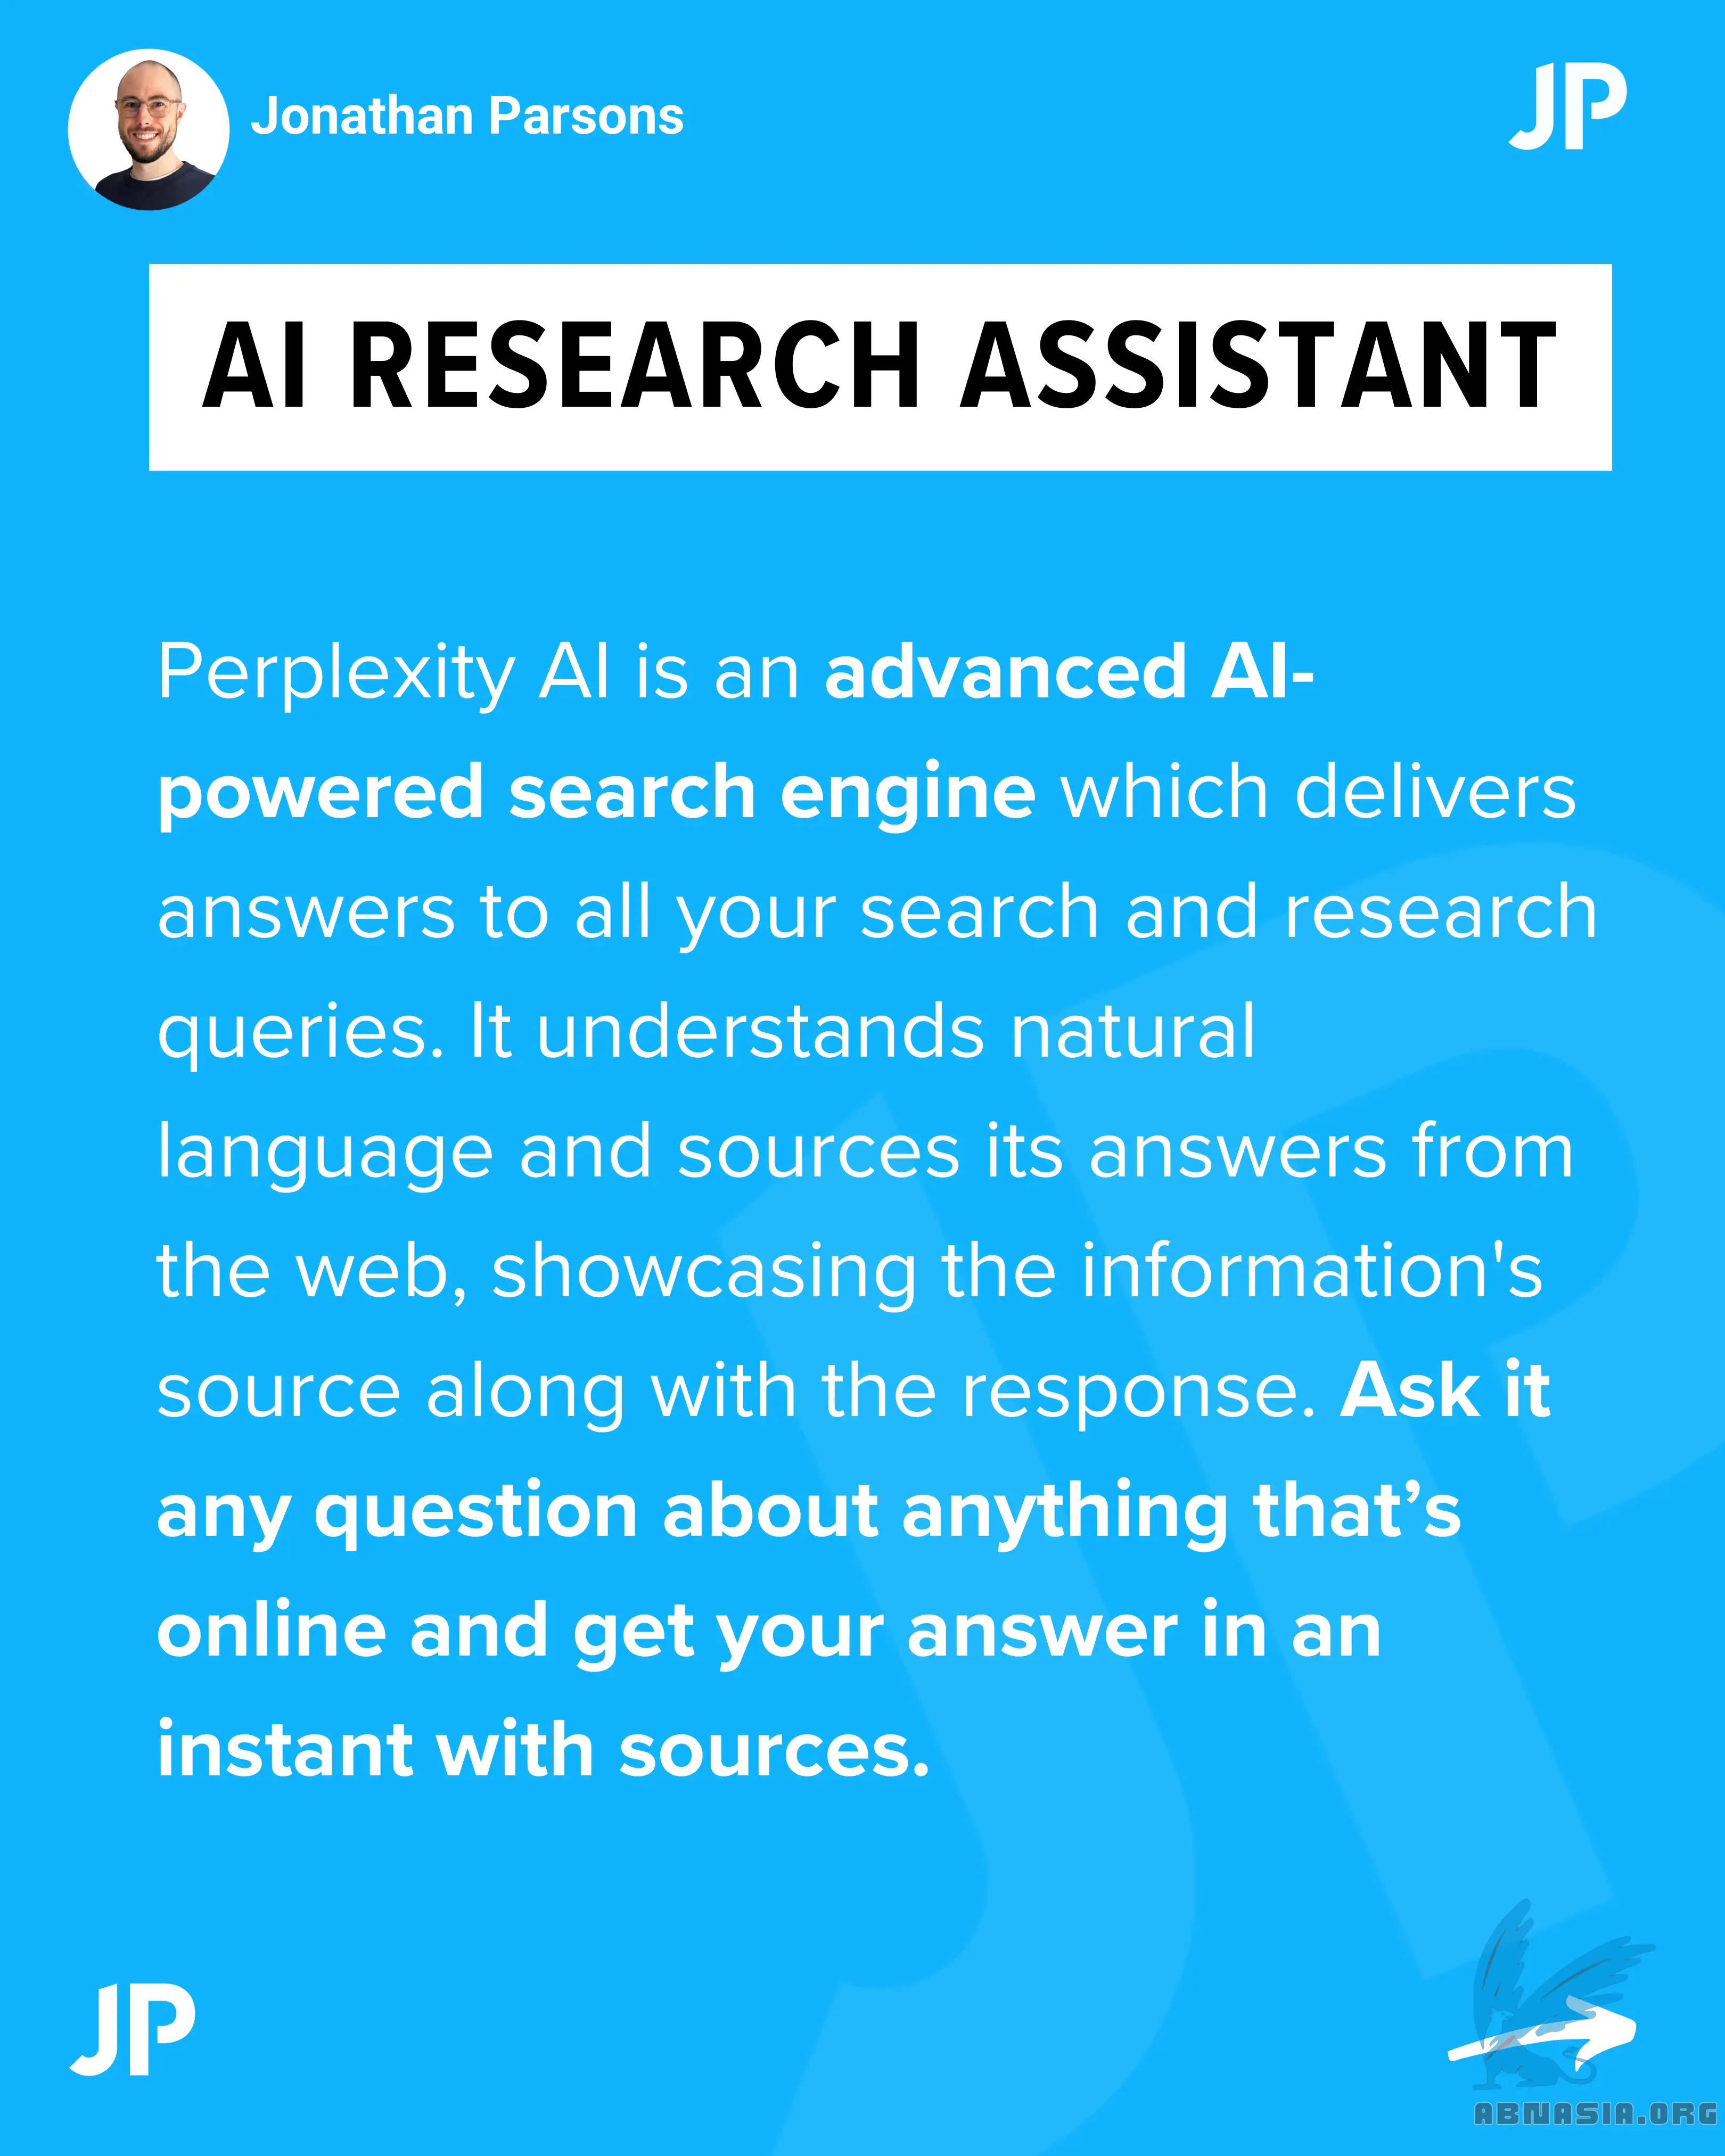 Jonathan Parsons
JP
AI RESEARCH ASSISTANT
Perplexity AI is an advanced AI-
powered search engine which delivers
answers to all your search and research
queries. It understands natural
language and sources its answers from
the web, showcasing the information's
source along with the response. Ask it
any question about anything that’s
online and get your answer in an
instant with sources.
JP
ABNASIA.ORG